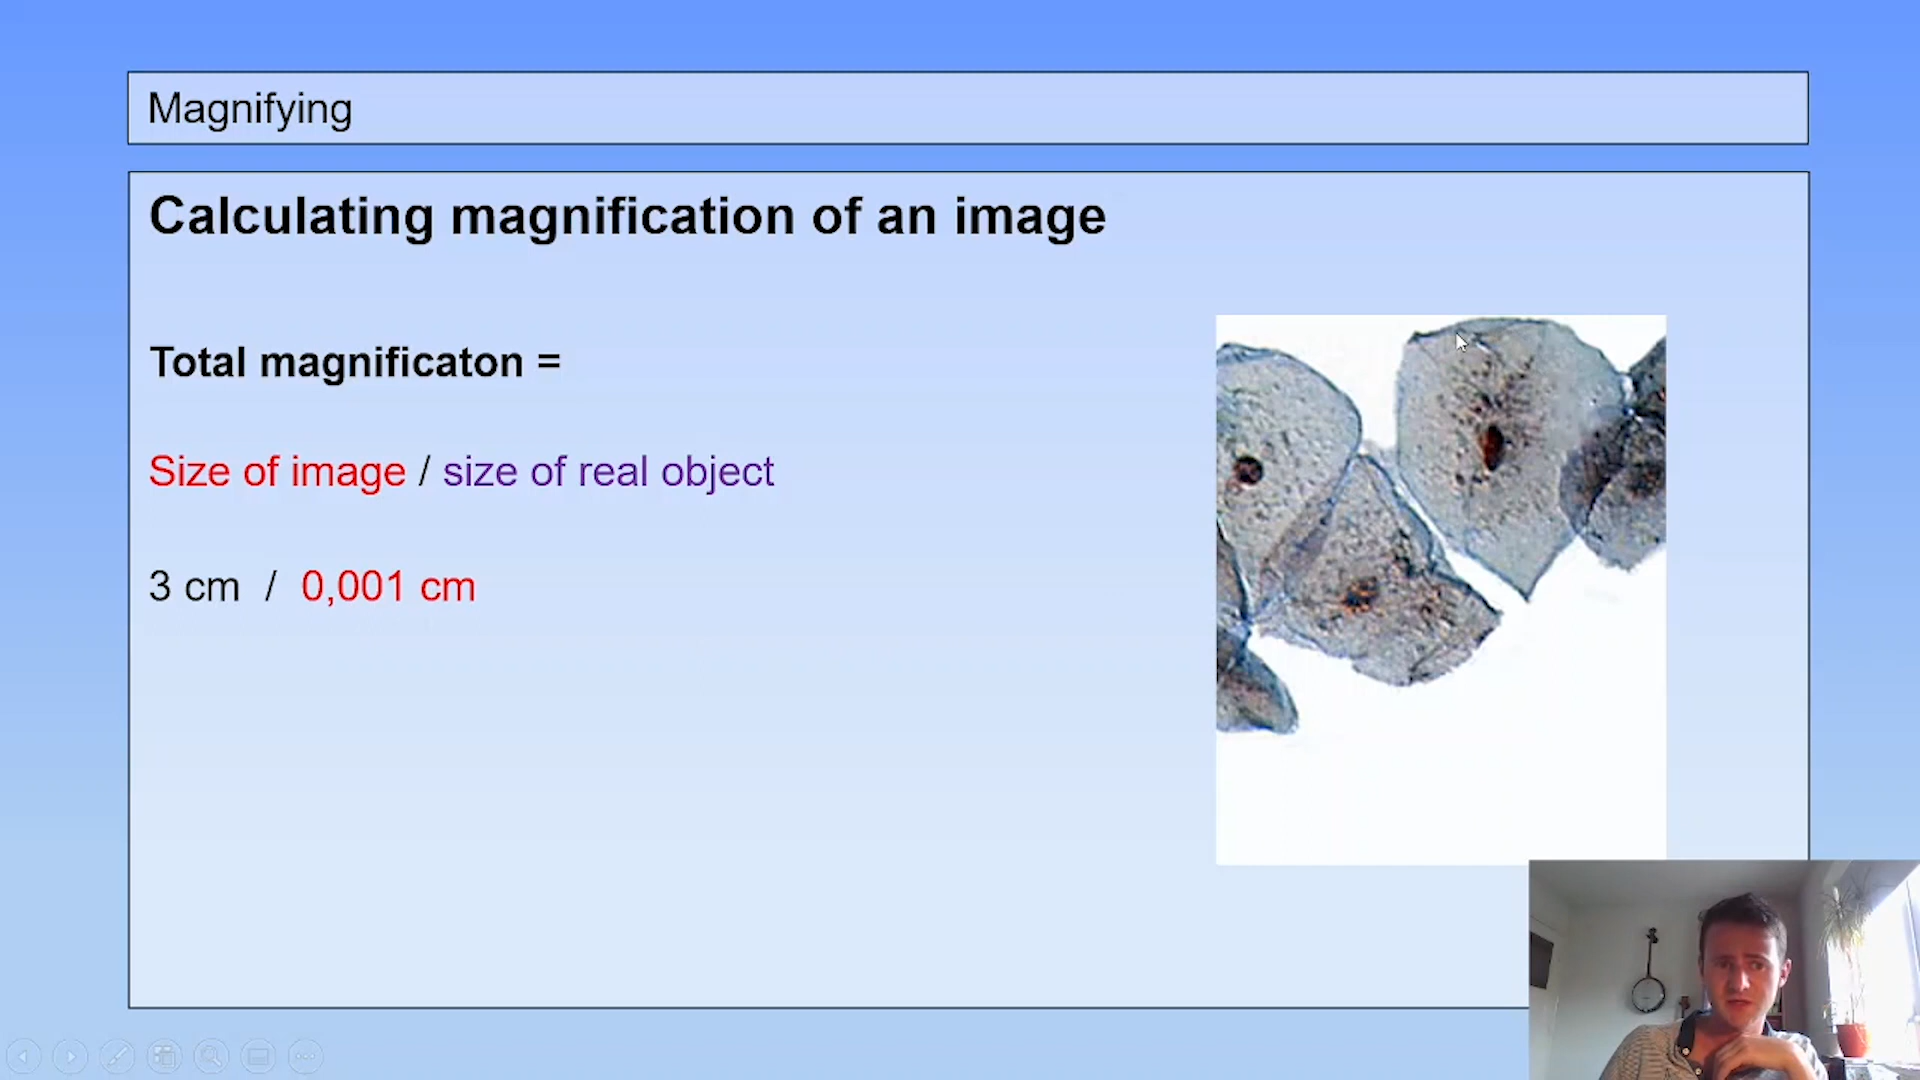 Magnifying
Calculating magnification of an image
Total magnificaton =
Size of image / size of real object
3 cm / 0,001 cm